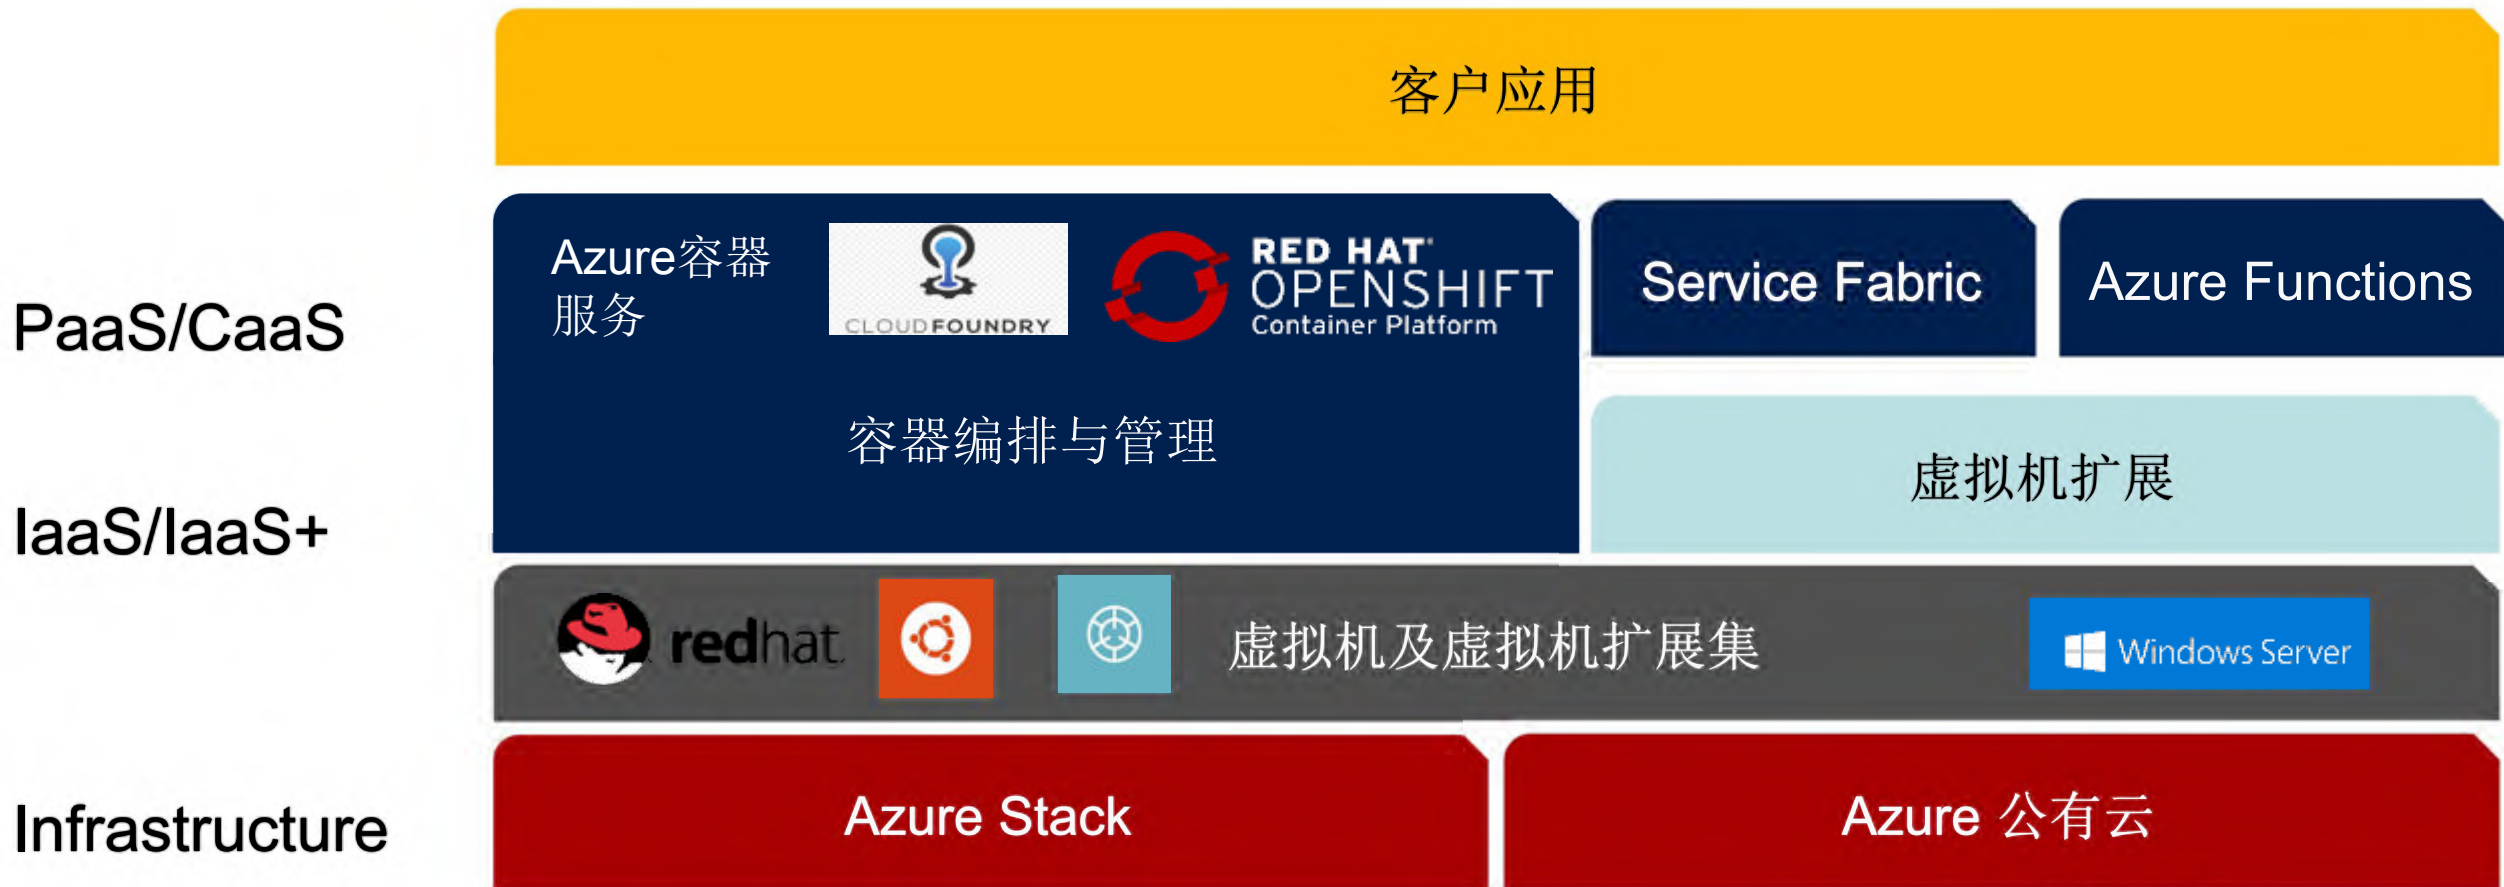 客户应用
PaaS/CaaS
Azure容器
服务
CLOUDFOUNDRY
RED HAT
OPENSHIFT
Container Platform
Service Fabric
Azure Functions
容器编排与管理
IaaS/IaaS+
虚拟机扩展
redhat.
虚拟机及虚拟机扩展集
Windows Server
Infrastructure
Azure Stack
Azure 公有云